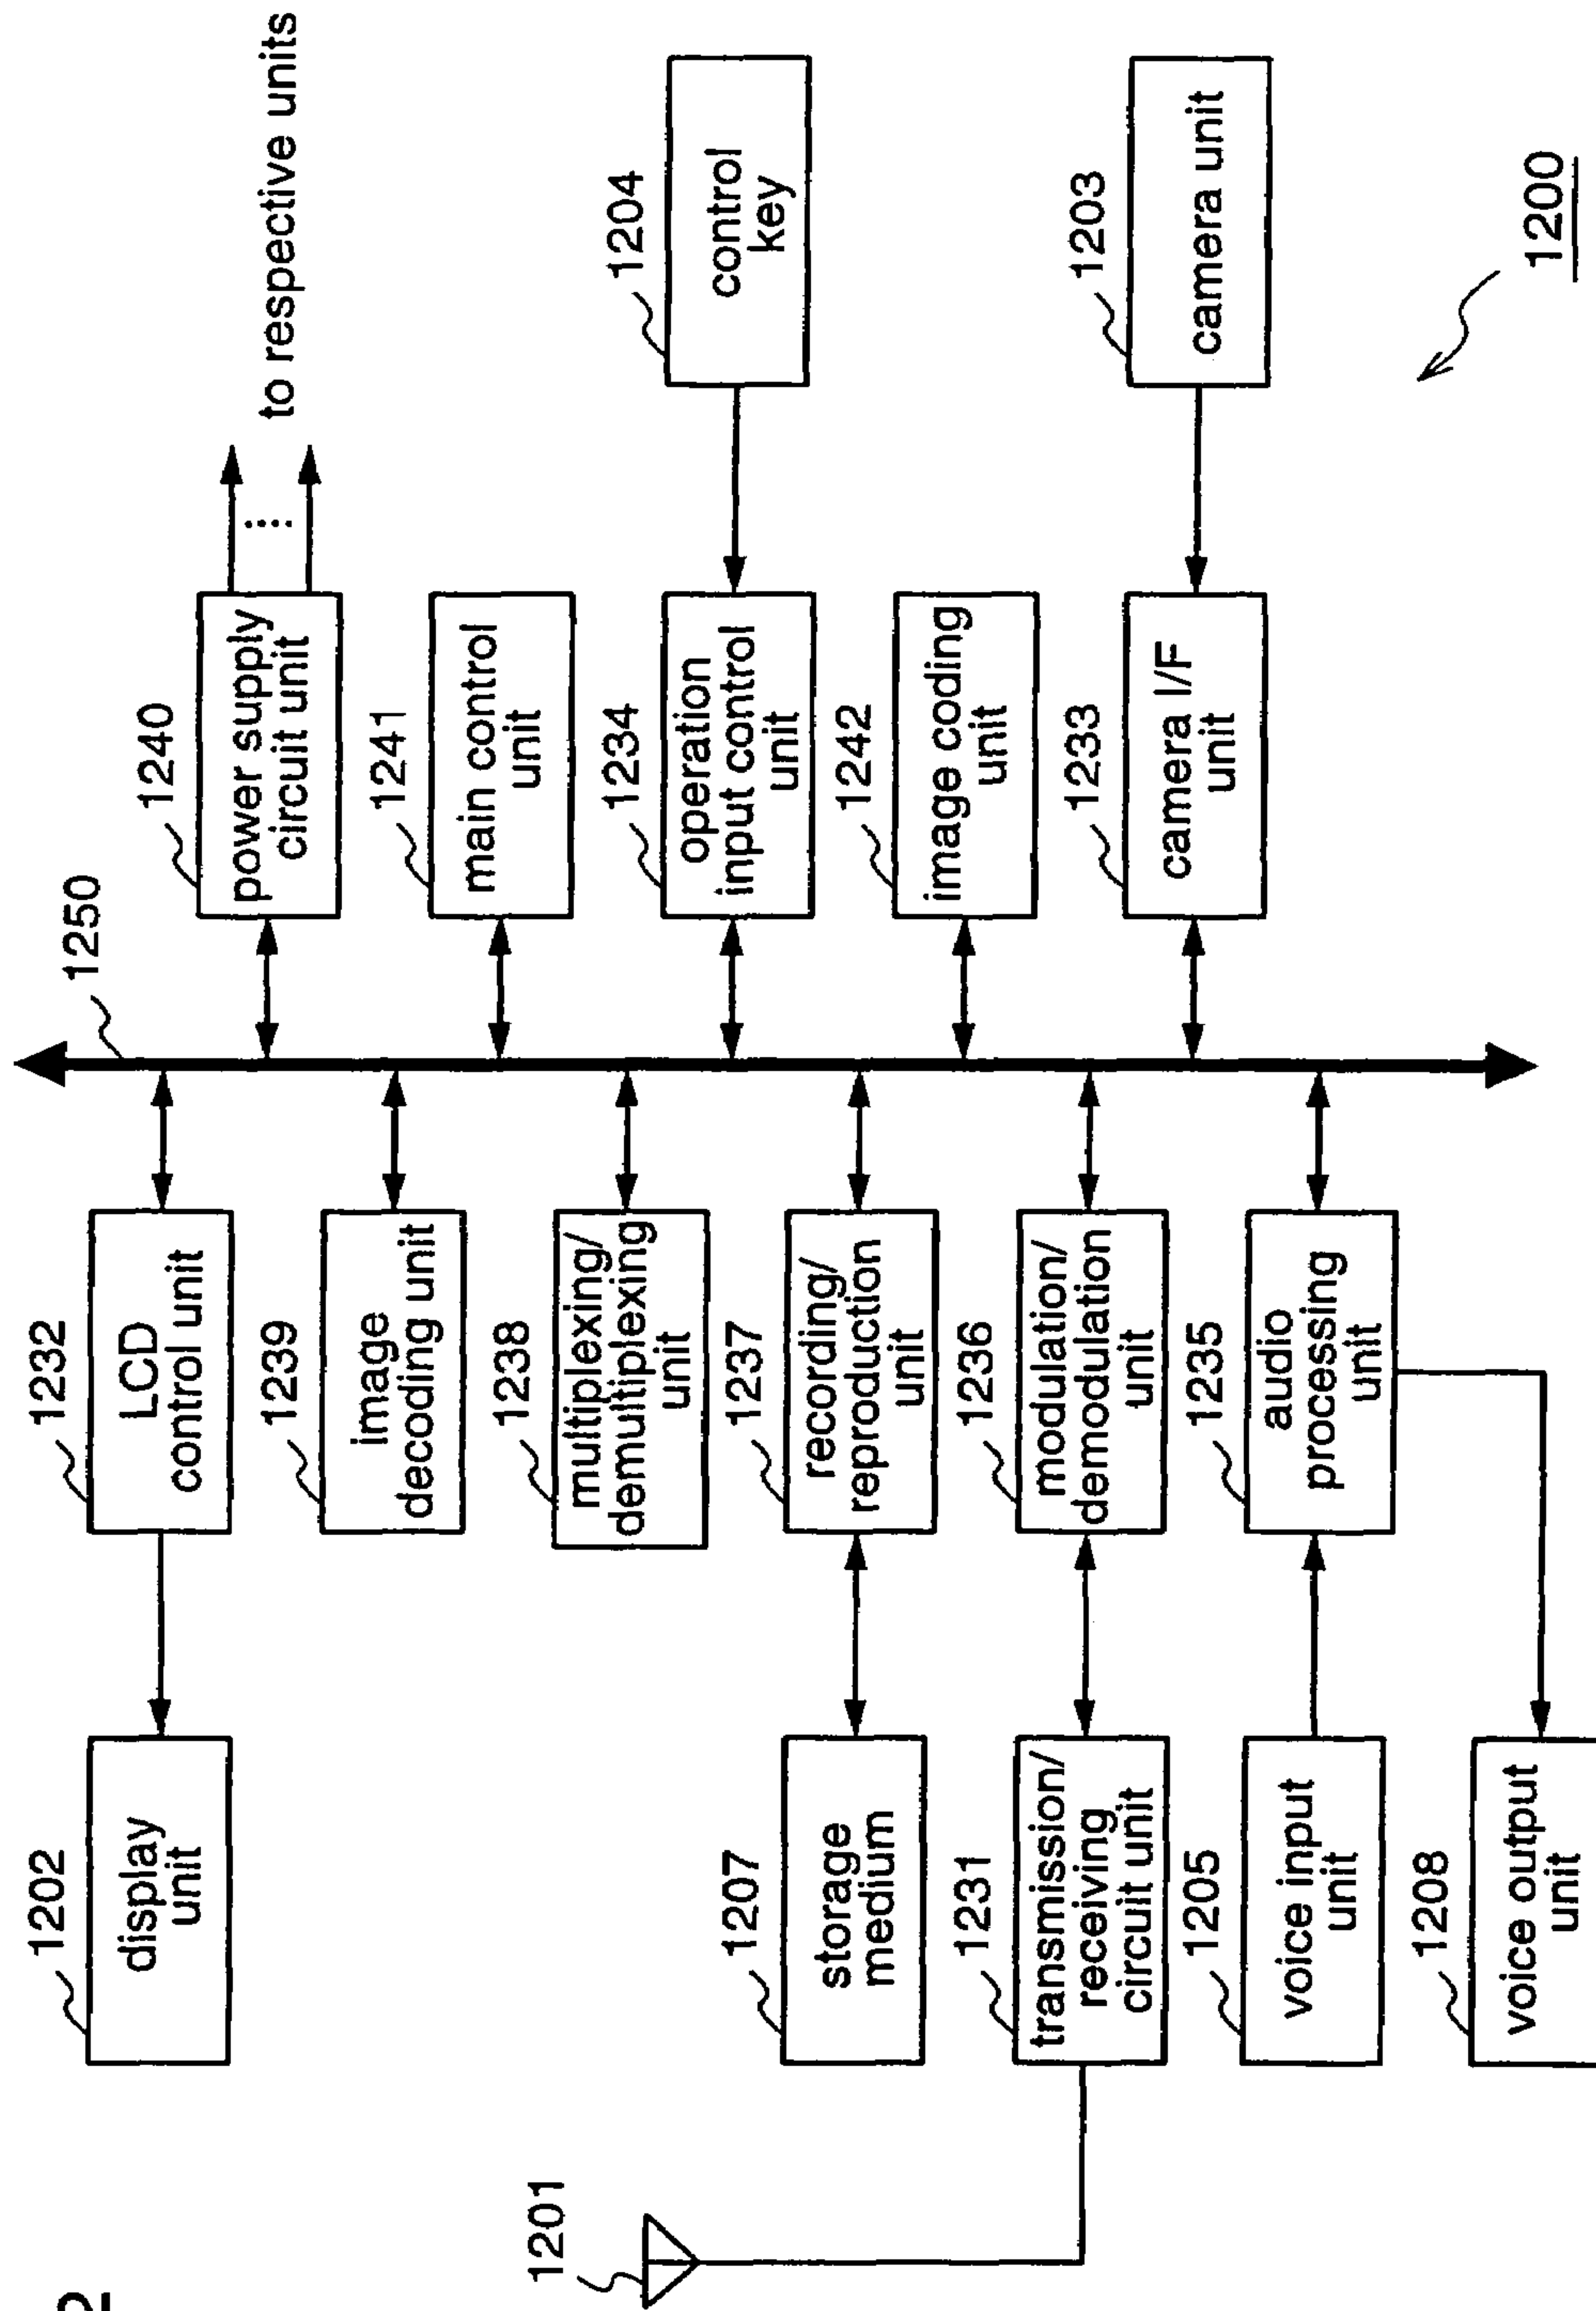 1201
1202
display
unit
1207
storage
medium
1231
transmission/
receiving
circuit unit
1205
voice input
unit
1208
voice output
unit
1232
LCD
control unit
1239
image
decoding unit
1238
multiplexing/
demultiplexing
unit
1237
recording/
reproduction
unit
1236
modulation/
demodulation
unit
1235
audio
processing
unit
1250
1240
power supply
circuit unit
1241
main control
unit
1234
operation
input control
unit
1242
image coding
unit
1233
camera I/F
unit
to respective units
1204
control
key
1203
camera unit
1200